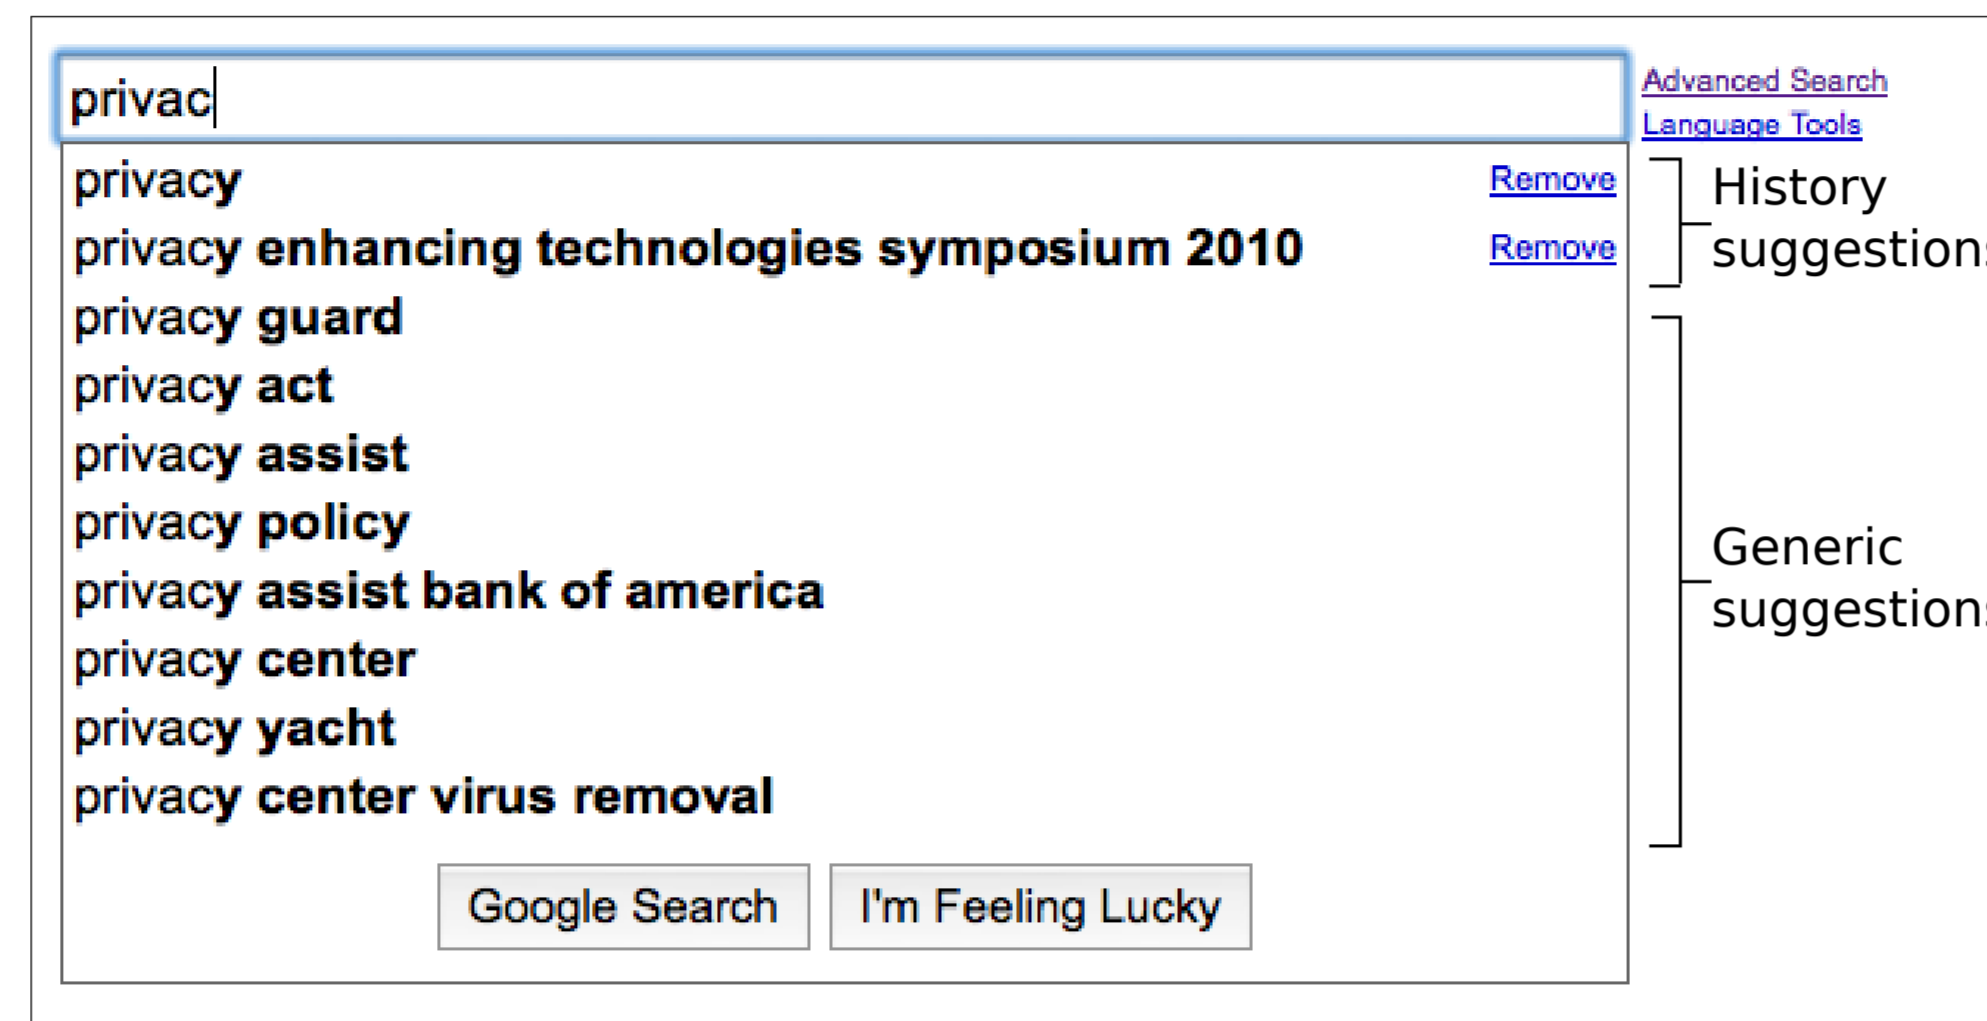 privac
Advanced Search
Language Tools
privacy Remove
privacy enhancing technologies symposium 2010 Remove
History
suggestions
privacy guard
privacy act
privacy assist
privacy policy
privacy assist bank of america
privacy center
privacy yacht
privacy center virus removal
Generic
suggestions
Google Search I'm Feeling Lucky